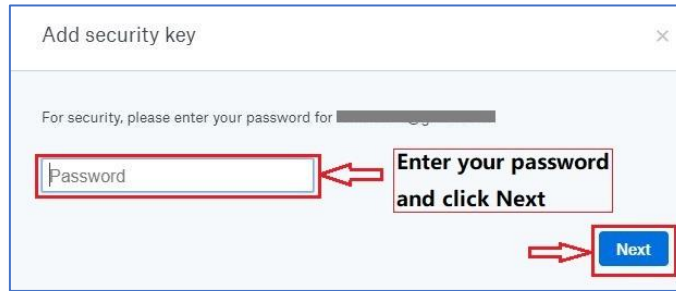 Add security key
×
For security, please enter your password for
Password
Enter your password
and click Next
Next